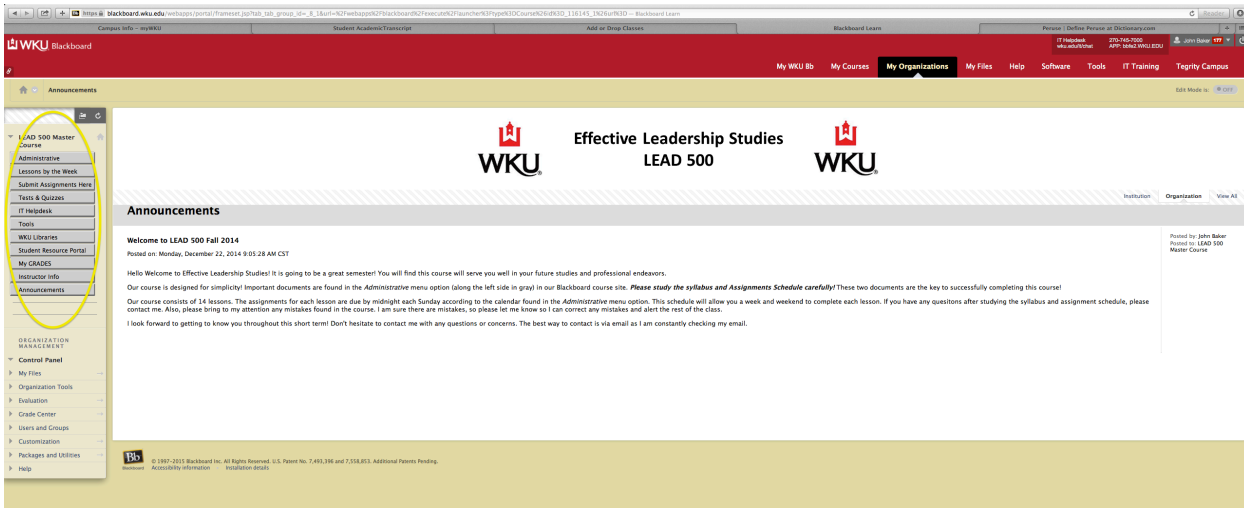 https blackboard.wku.edu/webapps/portal/frameset.jsp?tab_tab_group_id=_8_1&url=%2Fwebapps%2Fblackboard%2Fexecute%2Flauncher%3Ftype%3DCourse%26id%3D_116145_1%26url%3D — Blackboard Learn
Reader
Campus Info – myWKU
Student AcademicTranscript
Add or Drop Classes
Blackboard Learn
Peruse | Define Peruse at Dictionary.com
WKU Blackboard
IT Helpdesk 270-745-7000
wku.edu/it/chat APP: bbfe2.WKU.EDU
John Baker 177
My WKU Bb My Courses My Organizations My Files Help Software Tools IT Training Tegrity Campus
Announcements
Edit Mode is: OFF
LEAD 500 Master Course
Administrative
Lessons by the Week
Submit Assignments Here
Tests & Quizzes
IT Helpdesk
Tools
WKU Libraries
Student Resource Portal
My GRADES
Instructor Info
Announcements
ORGANIZATION
MANAGEMENT
Control Panel
My Files
Organization Tools
Evaluation
Grade Center
Users and Groups
Customization
Packages and Utilities
Help
WKU
Effective Leadership Studies
LEAD 500
WKU
Institution Organization View All
Announcements
Welcome to LEAD 500 Fall 2014
Posted on: Monday, December 22, 2014 9:05:28 AM CST
Posted by: John Baker
Posted to: LEAD 500
Master Course
Hello Welcome to Effective Leadership Studies! It is going to be a great semester! You will find this course will serve you well in your future studies and professional endeavors.
Our course is designed for simplicity! Important documents are found in the Administrative menu option (along the left side in gray) in our Blackboard course site. Please study the syllabus and Assignments Schedule carefully! These two documents are the key to successfully completing this course!
Our course consists of 14 lessons. The assignments for each lesson are due by midnight each Sunday according to the calendar found in the Administrative menu option. This schedule will allow you a week and weekend to complete each lesson. If you have any quesitons after studying the syllabus and assignment schedule, please
contact me. Also, please bring to my attention any mistakes found in the course. I am sure there are mistakes, so please let me know so I can correct any mistakes and alert the rest of the class.
I look forward to getting to know you throughout this short term! Don't hesitate to contact me with any questions or concerns. The best way to contact is via email as I am constantly checking my email.
Bb
Blackboard
© 1997-2015 Blackboard Inc. All Rights Reserved. U.S. Patent No. 7,493,396 and 7,558,853. Additional Patents Pending.
Accessibility information Installation details